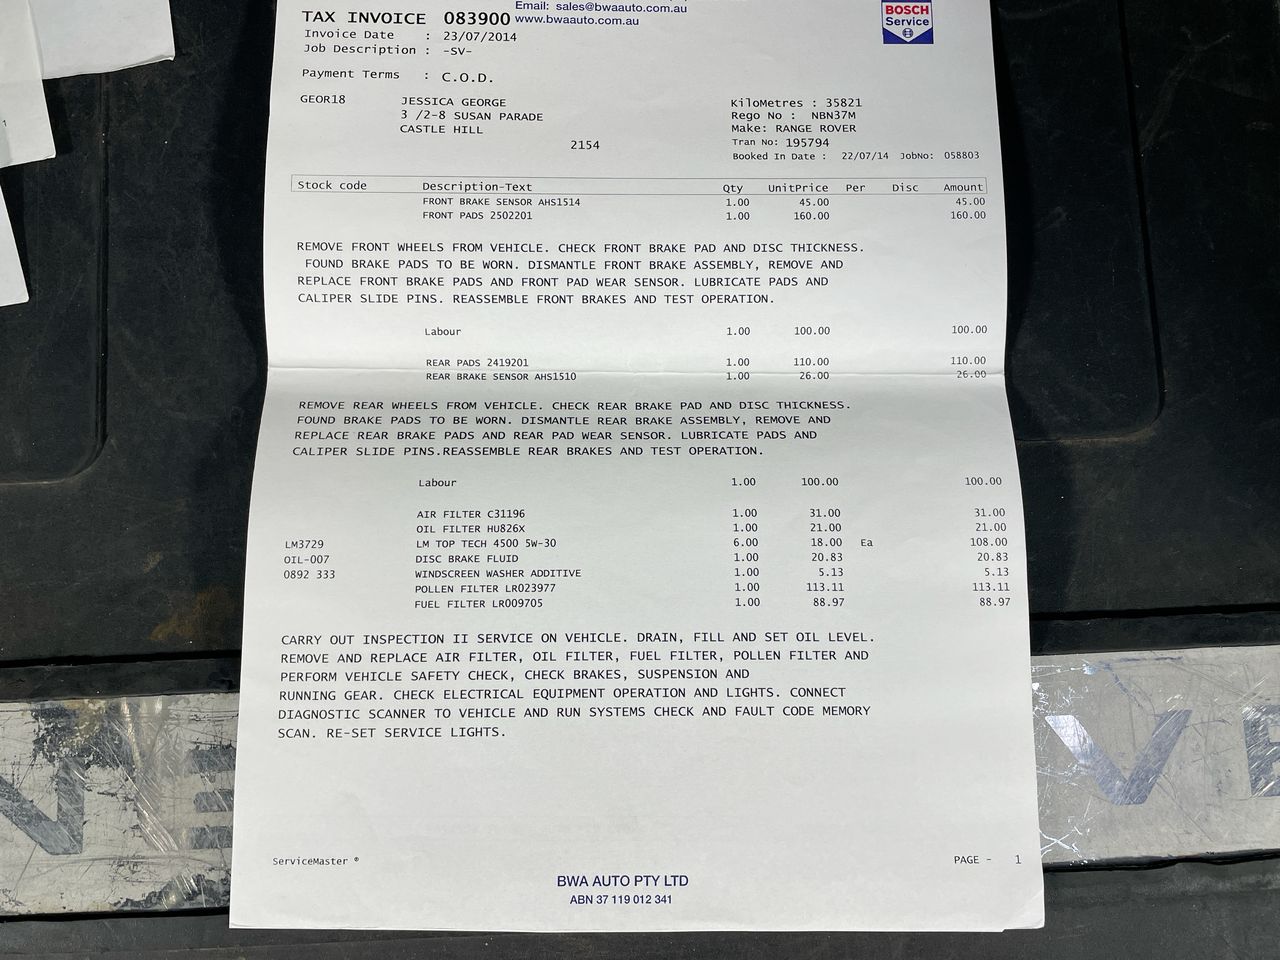 Email: sales@bwaauto.com.au
TAX INVOICE 083900 www.bwaauto.com.au
BOSCH
Service
Invoice Date : 23/07/2014
Job Description : -SV-
Payment Terms : C.O.D.
GEOR18 JESSICA GEORGE
3 /2-8 SUSAN PARADE
CASTLE HILL
2154
KiloMetres : 35821
Rego No : NBN37M
Make: RANGE ROVER
Tran No: 195794
Booked In Date : 22/07/14 JobNo: 058803
Stock code Description-Text Qty UnitPrice Per Disc Amount
FRONT BRAKE SENSOR AHS1514 1.00 45.00 45.00
FRONT PADS 2502201 1.00 160.00 160.00
REMOVE FRONT WHEELS FROM VEHICLE. CHECK FRONT BRAKE PAD AND DISC THICKNESS.
FOUND BRAKE PADS TO BE WORN. DISMANTLE FRONT BRAKE ASSEMBLY, REMOVE AND
REPLACE FRONT BRAKE PADS AND FRONT PAD WEAR SENSOR. LUBRICATE PADS AND
CALIPER SLIDE PINS. REASSEMBLE FRONT BRAKES AND TEST OPERATION.
Labour 1.00 100.00 100.00
REAR PADS 2419201 1.00 110.00 110.00
REAR BRAKE SENSOR AHS1510 1.00 26.00 26.00
REMOVE REAR WHEELS FROM VEHICLE. CHECK REAR BRAKE PAD AND DISC THICKNESS.
FOUND BRAKE PADS TO BE WORN. DISMANTLE REAR BRAKE ASSEMBLY, REMOVE AND
REPLACE REAR BRAKE PADS AND REAR PAD WEAR SENSOR. LUBRICATE PADS AND
CALIPER SLIDE PINS.REASSEMBLE REAR BRAKES AND TEST OPERATION.
Labour 1.00 100.00 100.00
AIR FILTER C31196 1.00 31.00 31.00
OIL FILTER HU826X 1.00 21.00 21.00
LM3729 LM TOP TECH 4500 5W-30 6.00 18.00 Ea 108.00
OIL-007 DISC BRAKE FLUID 1.00 20.83 20.83
0892 333 WINDSCREEN WASHER ADDITIVE 1.00 5.13 5.13
POLLEN FILTER LR023977 1.00 113.11 113.11
FUEL FILTER LR009705 1.00 88.97 88.97
CARRY OUT INSPECTION II SERVICE ON VEHICLE. DRAIN, FILL AND SET OIL LEVEL.
REMOVE AND REPLACE AIR FILTER, OIL FILTER, FUEL FILTER, POLLEN FILTER AND
PERFORM VEHICLE SAFETY CHECK, CHECK BRAKES, SUSPENSION AND
RUNNING GEAR. CHECK ELECTRICAL EQUIPMENT OPERATION AND LIGHTS. CONNECT
DIAGNOSTIC SCANNER TO VEHICLE AND RUN SYSTEMS CHECK AND FAULT CODE MEMORY
SCAN. RE-SET SERVICE LIGHTS.
VE VE
ServiceMaster ® PAGE - 1
BWA AUTO PTY LTD
ABN 37 119 012 341